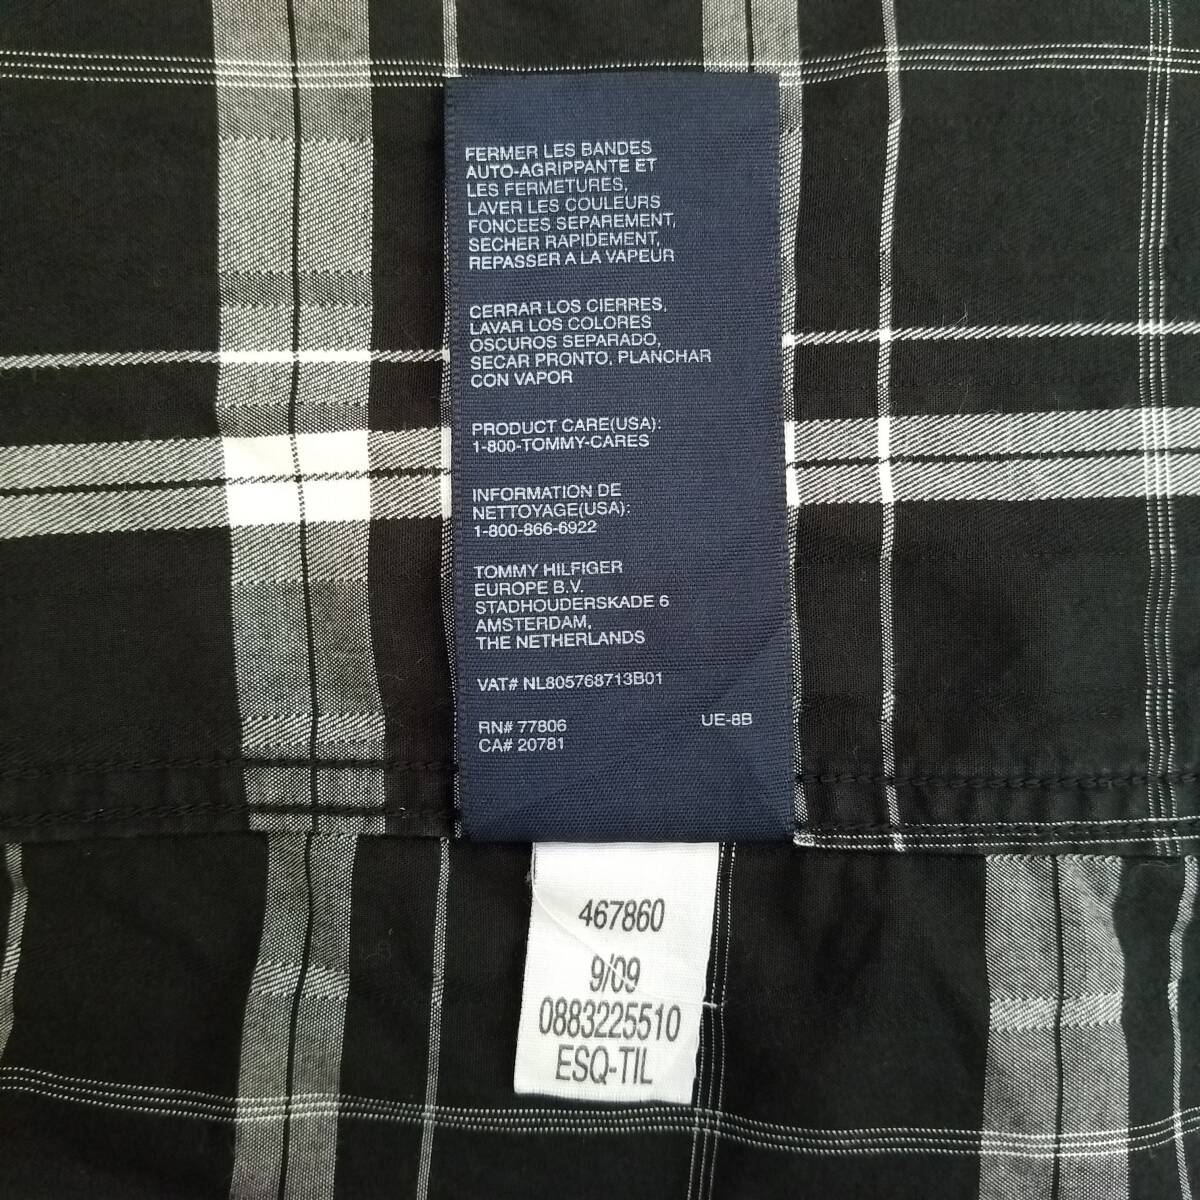 FERMER LES BANDES
AUTO-AGRIPPANTE ET
LES FERMETURES,
LAVER LES COULEURS
FONCEES SEPAREMENT,
SECHER RAPIDEMENT,
REPASSER A LA VAPEUR
CERRAR LOS CIERRES,
LAVAR LOS COLORES
OSCUROS SEPARADO,
SECAR PRONTO, PLANCHAR
CON VAPOR
PRODUCT CARE(USA):
1-800-TOMMY-CARES
INFORMATION DE
NETTOYAGE(USA):
1-800-866-6922
TOMMY HILFIGER
EUROPE B.V.
STADHOUDERSKADE 6
AMSTERDAM,
THE NETHERLANDS
VAT# NL805768713B01
RN# 77806 UE-8B
CA# 20781
467860
9/09
0883225510
ESQ-TIL